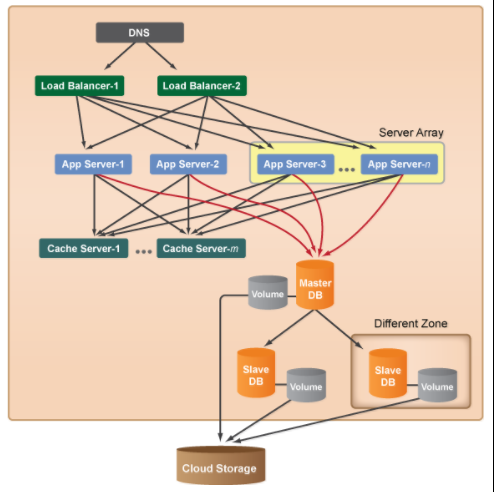 DNS
Load Balancer-1
Load Balancer-2
Server Array
App Server-1
App Server-2
App Server-3
App Server-n
Cache Server-1
Cache Server-m
Master
DB
Volume
Different Zone
Slave
DB
Volume
Slave
DB
Volume
Cloud Storage